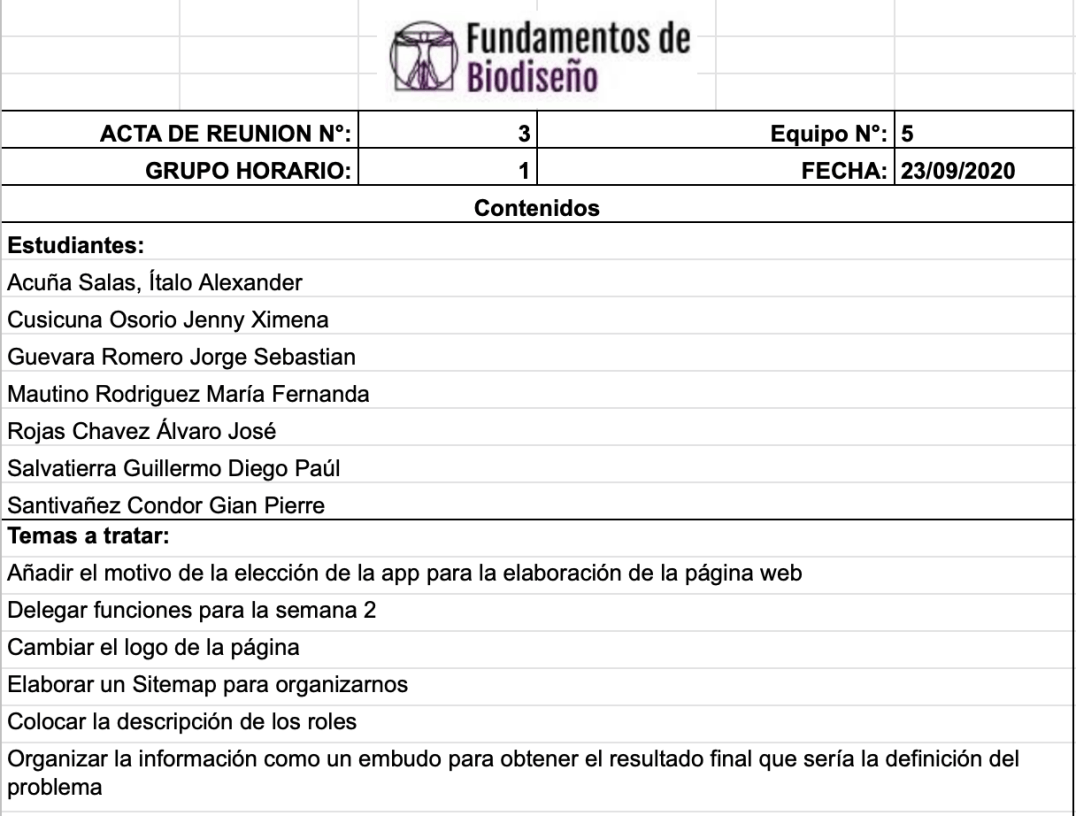 Fundamentos de
Biodiseño
ACTA DE REUNION Nº: 3 Equipo Nº: 5
GRUPO HORARIO: 1 FECHA: 23/09/2020
Contenidos
Estudiantes:
Acuña Salas, Ítalo Alexander
Cusicuna Osorio Jenny Ximena
Guevara Romero Jorge Sebastian
Mautino Rodriguez María Fernanda
Rojas Chavez Álvaro José
Salvatierra Guillermo Diego Paúl
Santivañez Condor Gian Pierre
Temas a tratar:
Añadir el motivo de la elección de la app para la elaboración de la página web
Delegar funciones para la semana 2
Cambiar el logo de la página
Elaborar un Sitemap para organizarnos
Colocar la descripción de los roles
Organizar la información como un embudo para obtener el resultado final que sería la definición del
problema